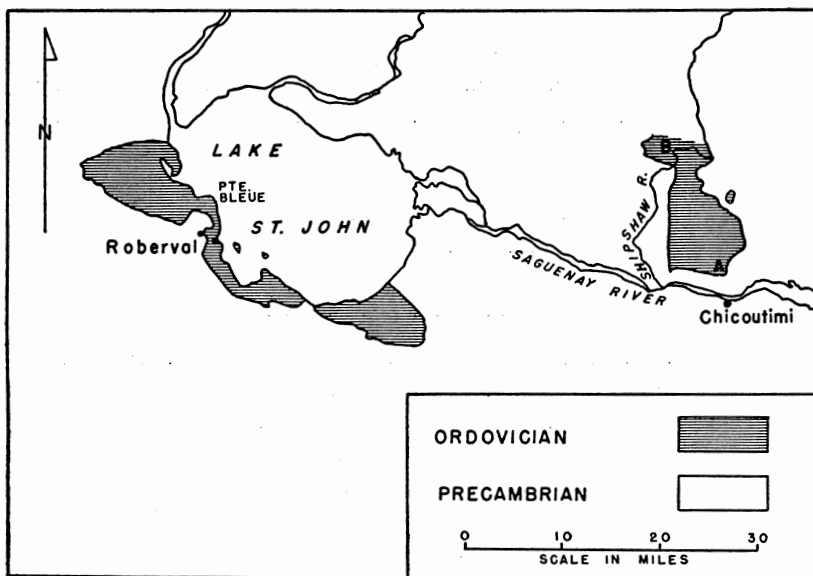 N
LAKE
PTE.
BLEUE
ST. JOHN
Roberval
B
SHIPSHAW R.
A
SAGUENAY RIVER
Chicoutimi
ORDOVICIAN
PRECAMBRIAN
0 10 20 30
SCALE IN MILES